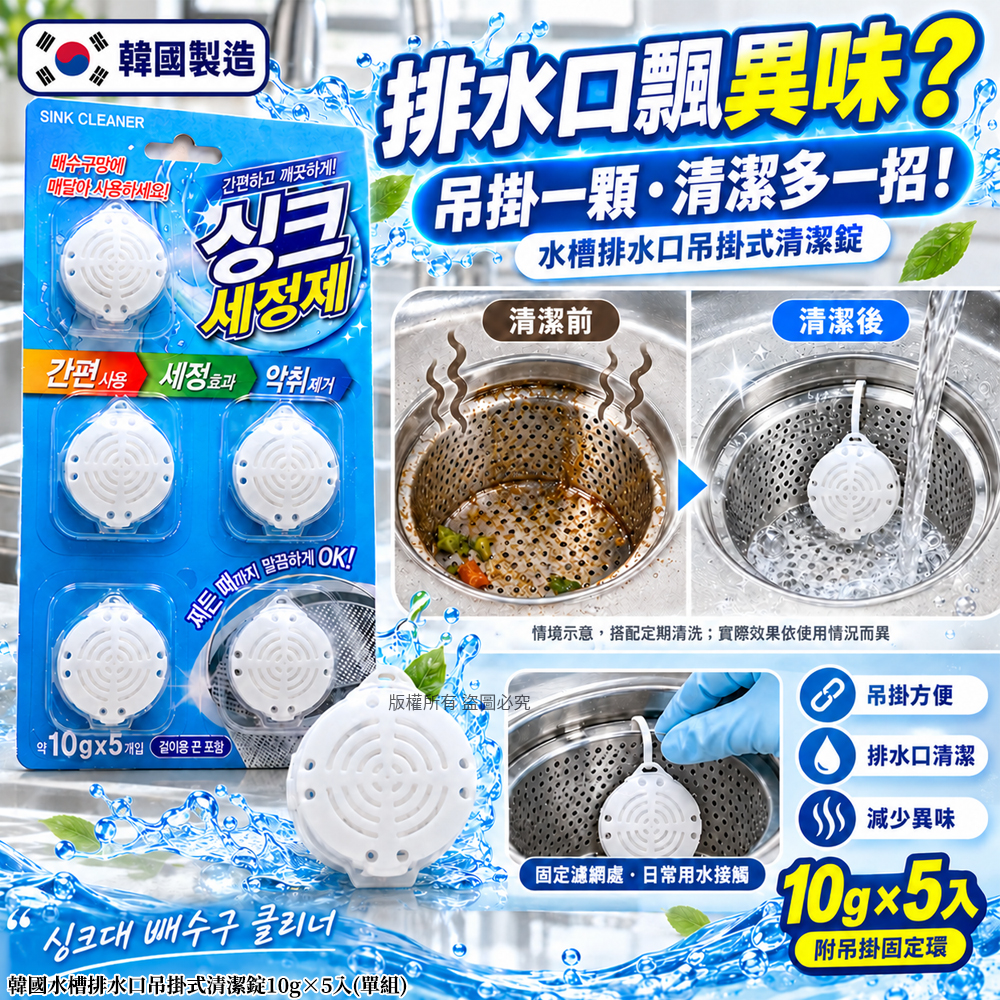 韓國製造
排水口飄異味?
吊掛一顆・清潔多一招!
水槽排水口吊掛式清潔錠
SINK CLEANER
배수구망에
매달아 사용하세요!
간편하고 깨끗하게!
싱크
세정제
간편 사용
세정효과
악취 제거
찌든 때까지 말끔하게 OK!
약 10g×5개입
걸이용 끈 포함
清潔前
清潔後
情境示意,搭配定期清洗;實際效果依使用情況而異
版權所有 盜圖必究
吊掛方便
排水口清潔
減少異味
固定濾網處・日常用水接觸
10g×5入
附吊掛固定環
“ 싱크대 배수구 클리너
韓國水槽排水口吊掛式清潔錠10g×5入(單組)